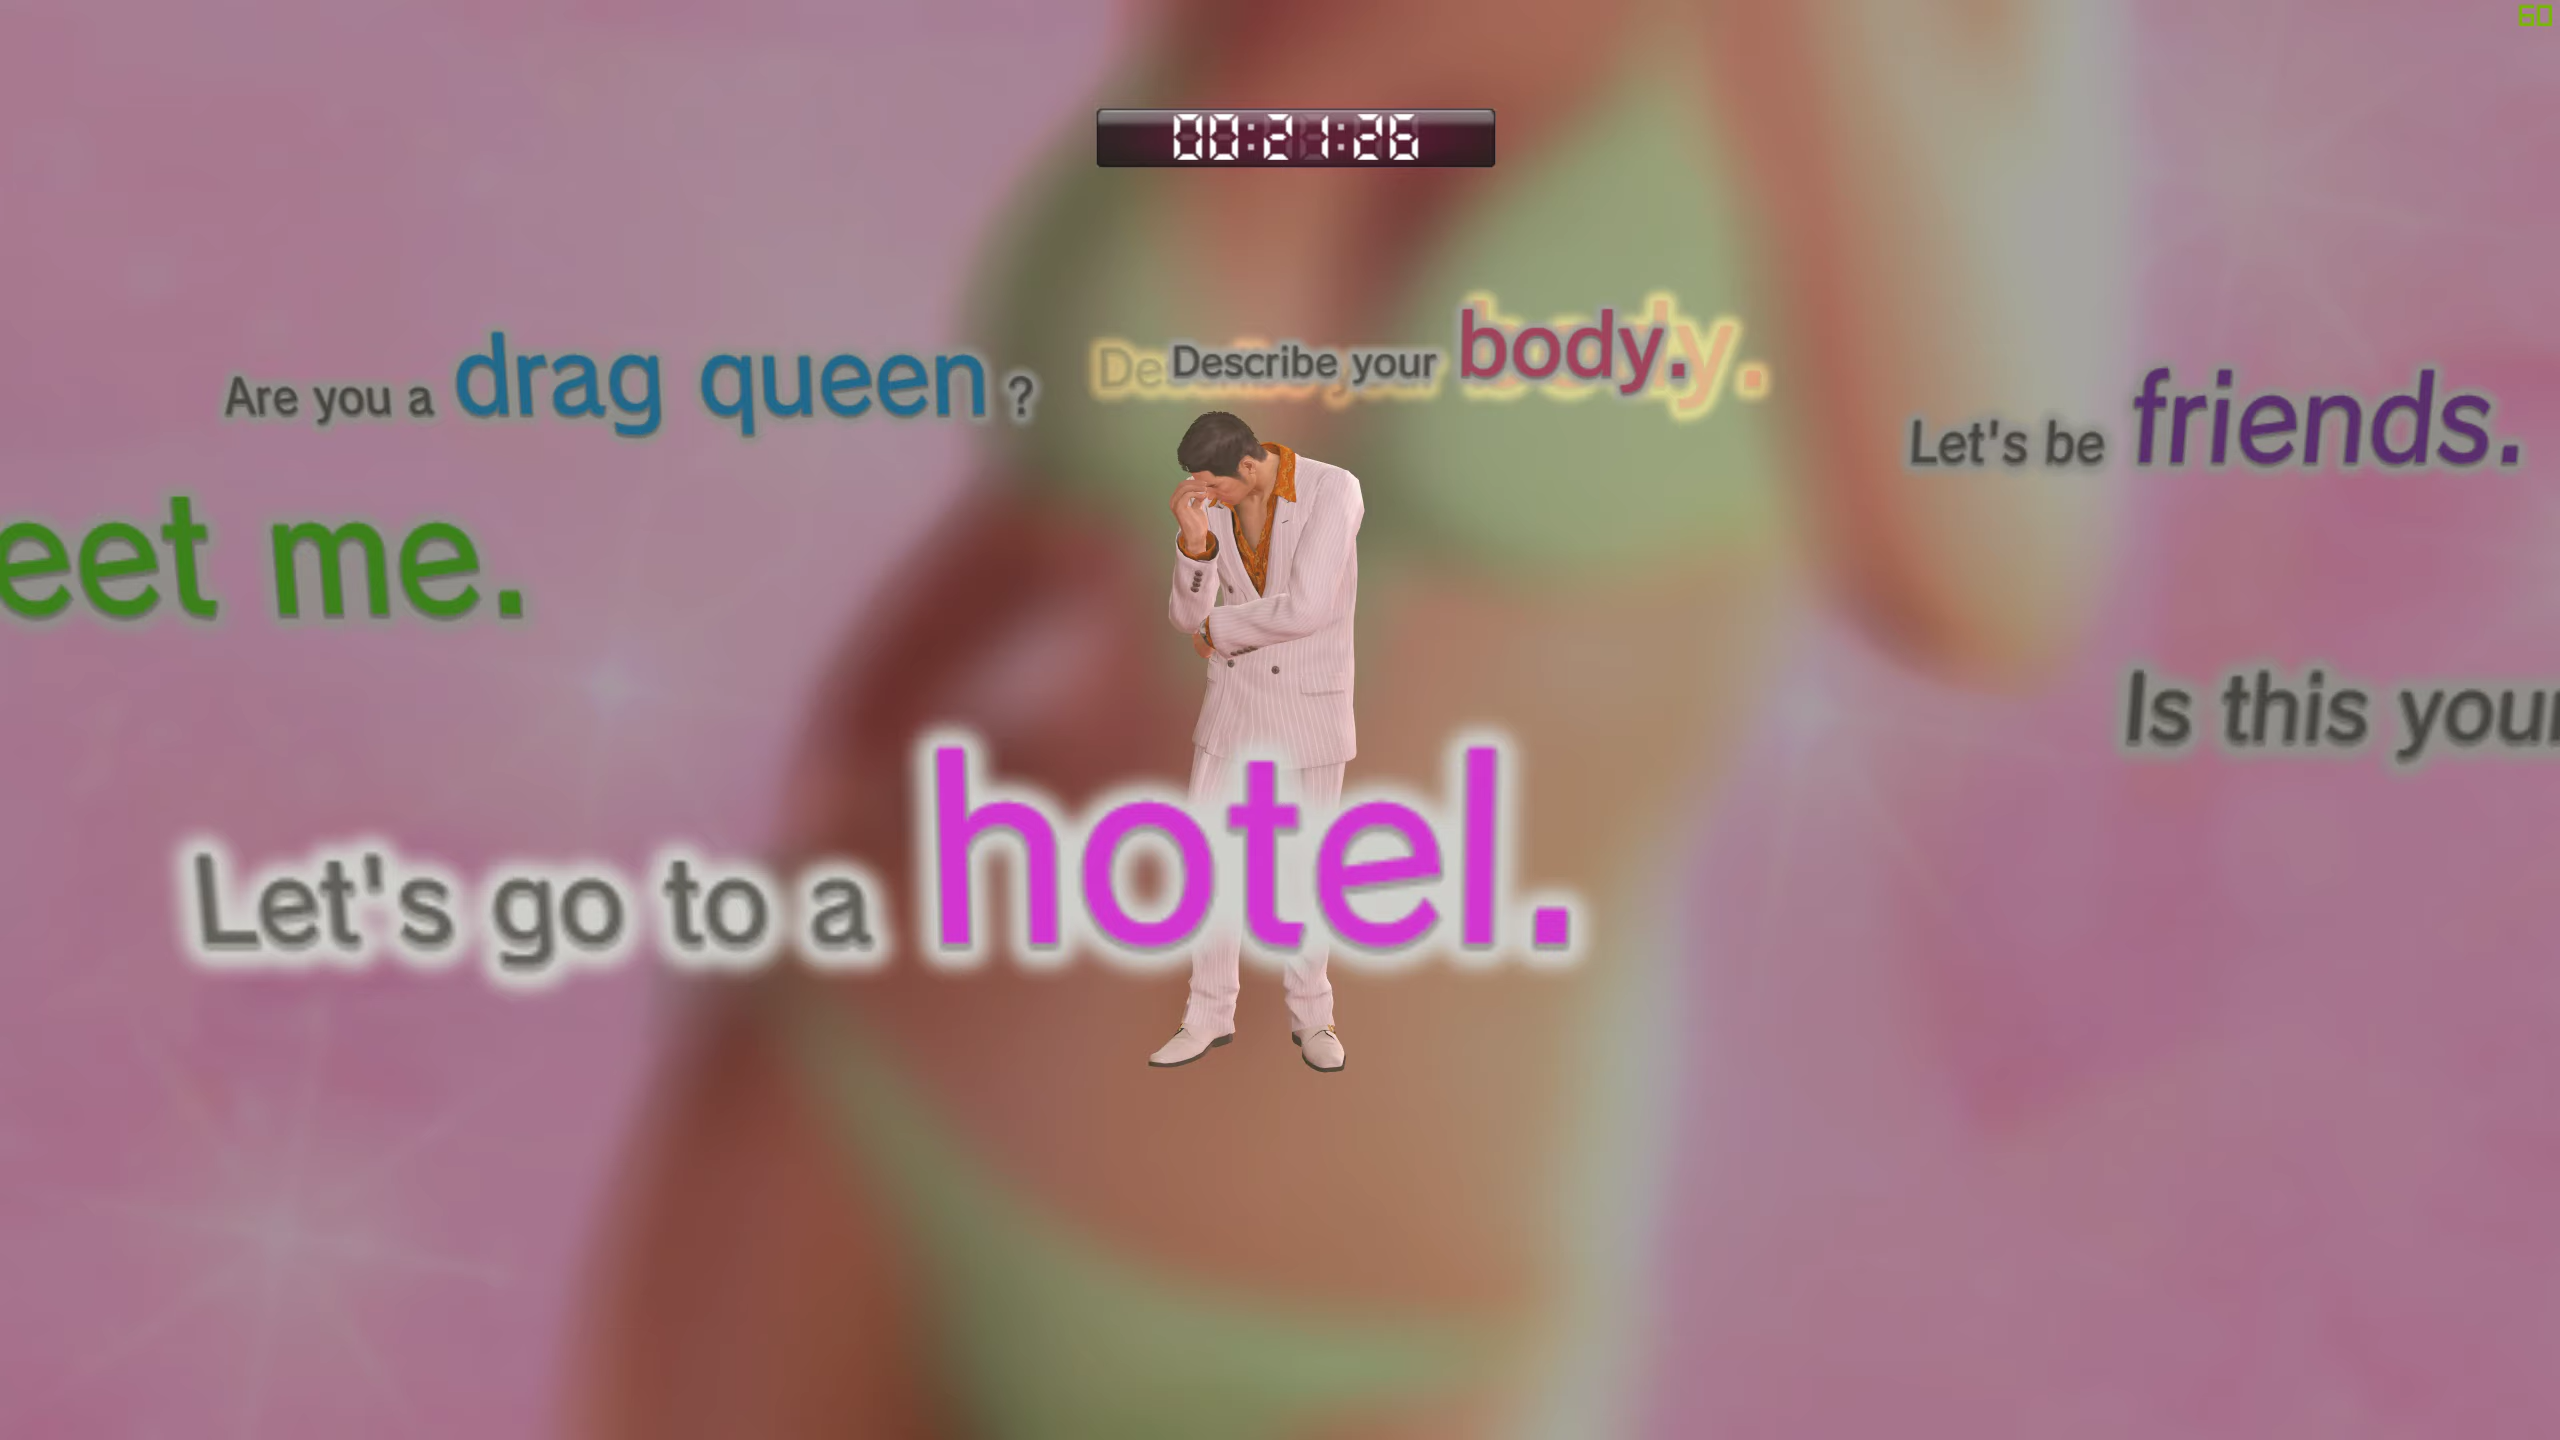 60
00:21:26
Are you a drag queen ?
Describe your body.
Let's be friends.
eet me.
Is this your
Let's go to a hotel.